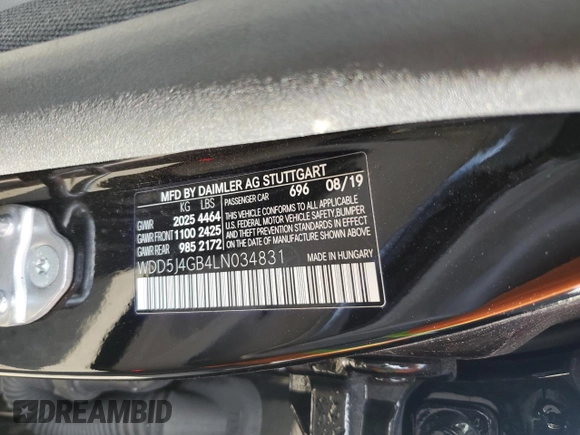 MFD BY DAIMLER AG STUTTGART
KG LBS
GVWR 2025 4464
GAWR FRONT 1100 2425
GAWR REAR 985 2172
PASSENGER CAR 696 08/19
THIS VEHICLE CONFORMS TO ALL APPLICABLE
U.S. FEDERAL MOTOR VEHICLE SAFETY, BUMPER
AND THEFT PREVENTION STANDARDS IN EFFECT
ON THE DATE OF MANUFACTURE SHOWN ABOVE.
WDD5J4GB4LN034831
MADE IN HUNGARY
DREAMBID